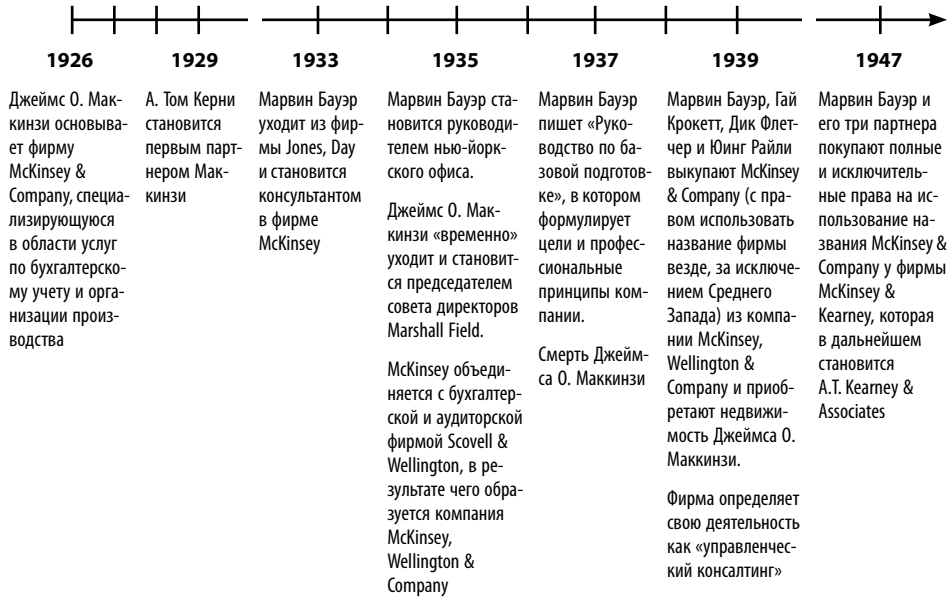 1926
1929
1933
1935
1937
1939
1947
Джеймс О. Мак-
кинзи основыва-
ет фирму
McKinsey &
Company, специа-
лизирующуюся
в области услуг
по бухгалтерско-
му учету и орга-
низации произ-
водства
А. Том Керни
становится
первым парт-
нером Мак-
кинзи
Марвин Бауэр
уходит из фир-
мы Jones, Day
и становится
консультантом
в фирме
McKinsey
Марвин Бауэр ста-
новится руководи-
телем нью-йорк-
ского офиса.
Джеймс О. Мак-
кинзи «временно»
уходит и становит-
ся председателем
совета директоров
Marshall Field.
McKinsey объеди-
няется с бухгалтер-
ской и аудиторской
фирмой Scovell &
Wellington, в ре-
зультате чего обра-
зуется компания
McKinsey,
Wellington &
Company
Марвин Бауэр
пишет «Руко-
водство по ба-
зовой подготов-
ке», в котором
формулирует
цели и профес-
сиональные
принципы ком-
пании.
Смерть Джейм-
са О. Маккинзи
Марвин Бауэр, Гай
Крокетт, Дик Флет-
чер и Юинг Райли
выкупают McKinsey
& Company (с пра-
вом использовать
название фирмы
везде, за исключе-
нием Среднего
Запада) из компа-
нии McKinsey,
Wellington &
Company и приоб-
ретают недвижи-
мость Джеймса О.
Маккинзи.
Фирма определяет
свою деятельность
как «управленчес-
кий консалтинг»
Марвин Бауэр и
его три партнера
покупают полные
и исключитель-
ные права на ис-
пользование на-
звания McKinsey &
Company у фирмы
McKinsey &
Kearney, которая
в дальнейшем
становится
A.T. Kearney &
Associates